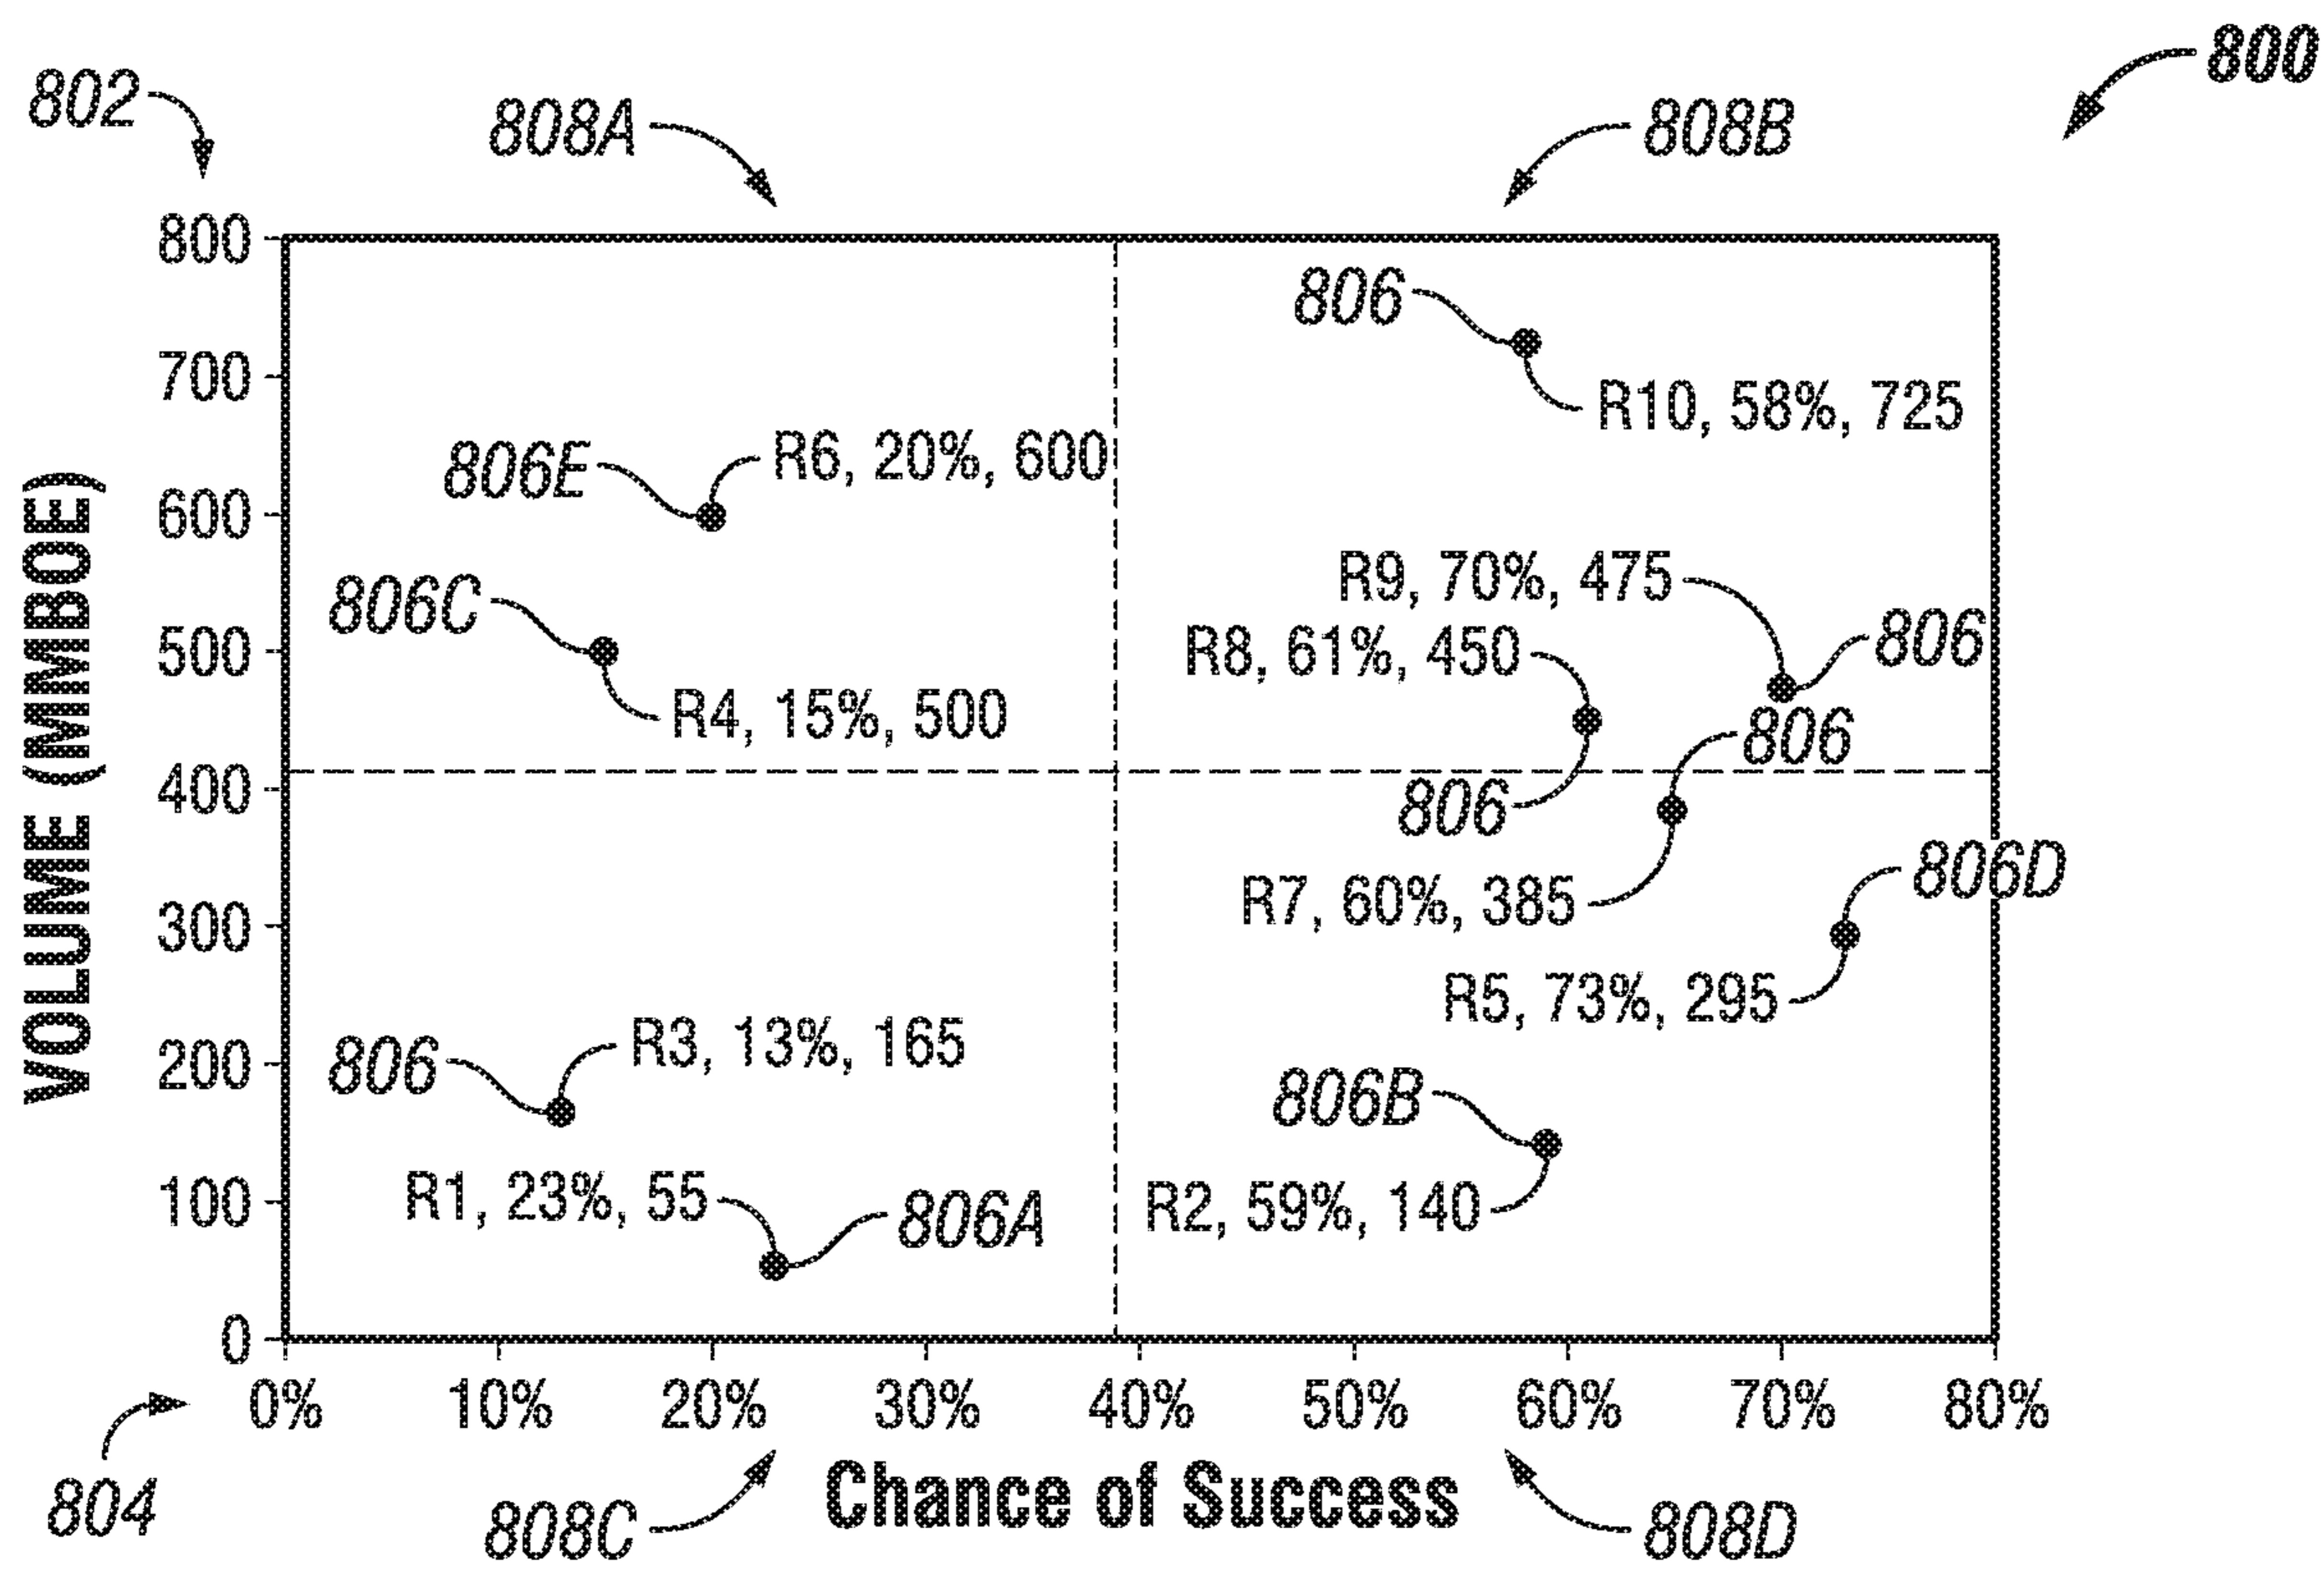 800
802
808A
808B
800
806
700
R10, 58%, 725
806E
R6, 20%, 600
600
R9, 70%, 475
806C
806
500
R8, 61%, 450
R4, 15%, 500
806
VOLUME (MMBOE)
400
806
806D
R7, 60%, 385
300
R5, 73%, 295
R3, 13%, 165
806
200
806B
R1, 23%, 55
806A
R2, 59%, 140
100
0
0% 10% 20% 30% 40% 50% 60% 70% 80%
804
808C
Chance of Success
808D